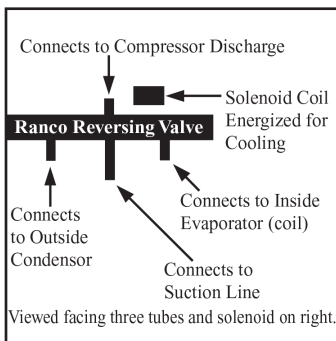 Connects to Compressor Discharge
Solenoid Coil
Energized for
Cooling
Ranco Reversing Valve
Connects
to Outside
Condensor
Connects to Inside
Evaporator (coil)
Connects to
Suction Line
Viewed facing three tubes and solenoid on right.